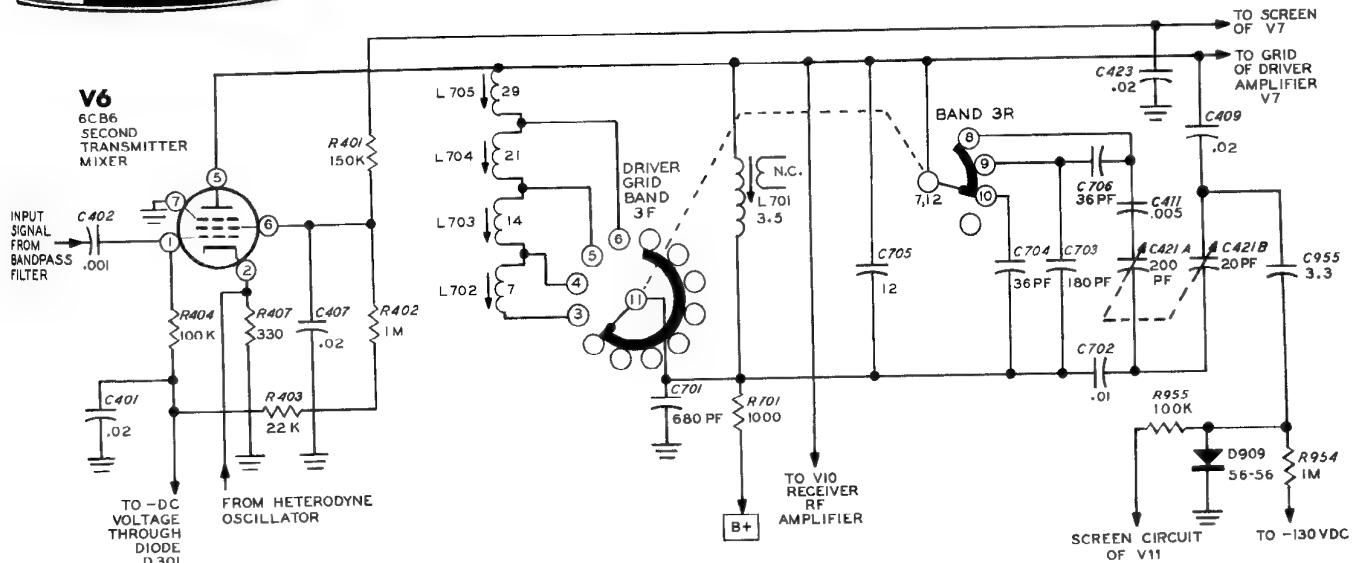 TO SCREEN
OF V7
TO GRID
OF DRIVER
AMPLIFIER
V7
C423
.02
C409
.02
V6
6CB6
SECOND
TRANSMITTER
MIXER
R401
150K
L705
29
L704
21
L703
14
L702
7
DRIVER
GRID
BAND
3F
6
5
4
3
11
N.C.
L701
3.5
BAND 3R
8
9
10
7,12
C706
36 PF
C411
.005
C421A
200
PF
C421B
20PF
C955
3.3
C705
12
C704
36PF
C703
180 PF
C702
.01
INPUT
SIGNAL
FROM
BANDPASS
FILTER
C402
.001
5
7
6
1
2
R404
100K
R407
330
C407
.02
R402
1M
R403
22K
C401
.02
C701
680 PF
R701
1000
R955
100K
D909
56-56
R954
1M
TO -DC
VOLTAGE
THROUGH
DIODE
D301
FROM HETERODYNE
OSCILLATOR
B+
TO V10
RECEIVER
RF
AMPLIFIER
SCREEN CIRCUIT
OF V11
TO -130VDC